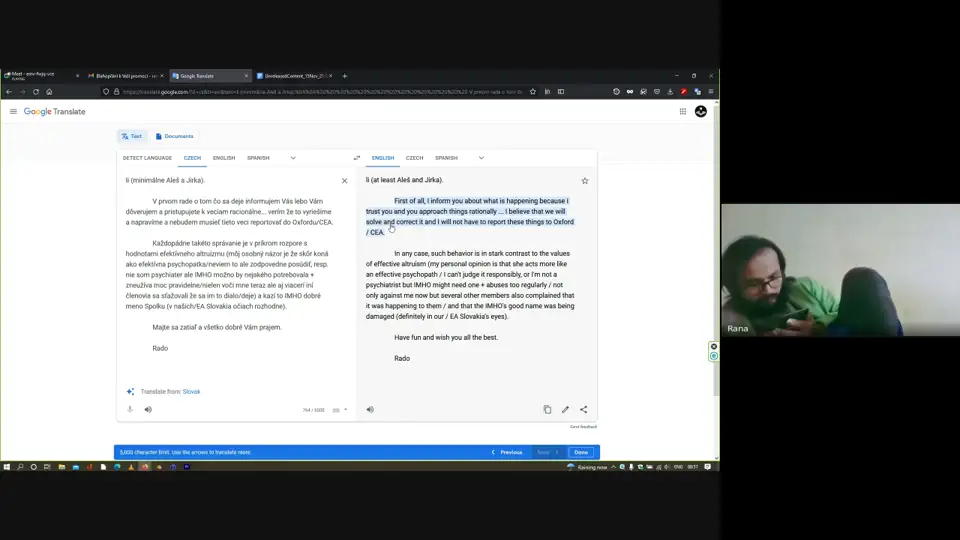 Meet - eov-fwjq-vce
Google Translate
Google Translate
Text
Documents
DETECT LANGUAGE
CZECH
ENGLISH
SPANISH
ENGLISH
CZECH
SPANISH
li (minimálne Aleš a Jirka).
V prvom rade o tom čo sa deje informujem Vás lebo Vám
dôverujem a pristupujete k veciam racionálne... verím že to vyriešime
a napravíme a nebudem musieť tieto veci reportovať do Oxfordu/CEA.
Každopádne takéto správanie je v príkrom rozpore s
hodnotami efektívneho altruizmu (môj osobný názor je že skôr koná
ako efektívna psychopatka/neviem to ale zodpovedne posúdiť, resp.
nie som psychiater ale IMHO možno by nejakého potrebovala +
zneužíva moc pravidelne/nielen voči mne teraz ale aj viacerí iní
členovia sa sťažovali že sa im to dialo/deje) a kazí to IMHO dobré
meno Spolku (v našich/EA Slovakia očiach rozhodne).
Majte sa zatiaľ a všetko dobré Vám prajem.
Rado
Translate from: Slovak
li (at least Aleš and Jirka).
First of all, I inform you about what is happening because I
trust you and you approach things rationally ... I believe that we will
solve and correct it and I will not have to report these things to Oxford
/ CEA.
In any case, such behavior is in stark contrast to the values
of effective altruism (my personal opinion is that she acts more like
an effective psychopath / I can't judge it responsibly, or I'm not a
psychiatrist but IMHO might need one + abuses too regularly / not
only against me now but several other members also complained that
it was happening to them / and that the IMHO's good name was being
damaged (definitely in our / EA Slovakia's eyes).
Have fun and wish you all the best.
Rado
Send feedback
5,000 character limit. Use the arrows to translate more.
Previous
Next
Done
Raining now
ENG
Rana